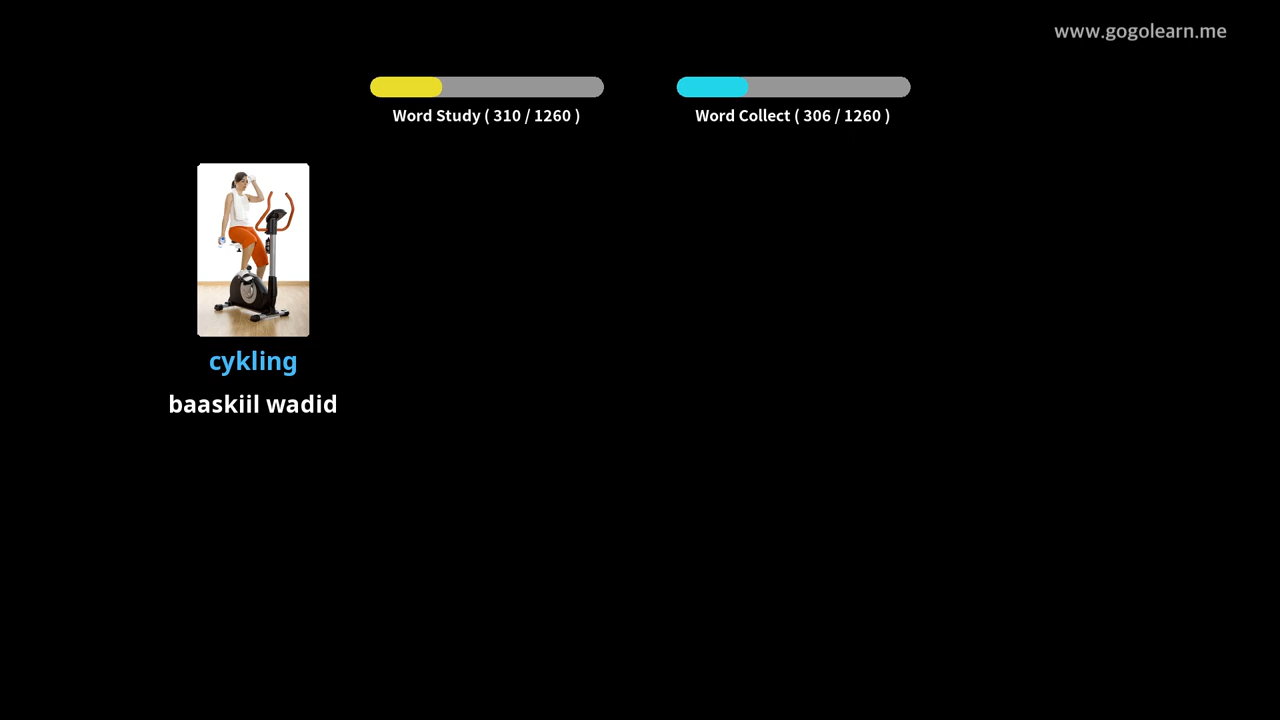 www.gogolearn.me
Word Study ( 310 / 1260 )
Word Collect ( 306 / 1260 )
cykling
baaskiil wadid